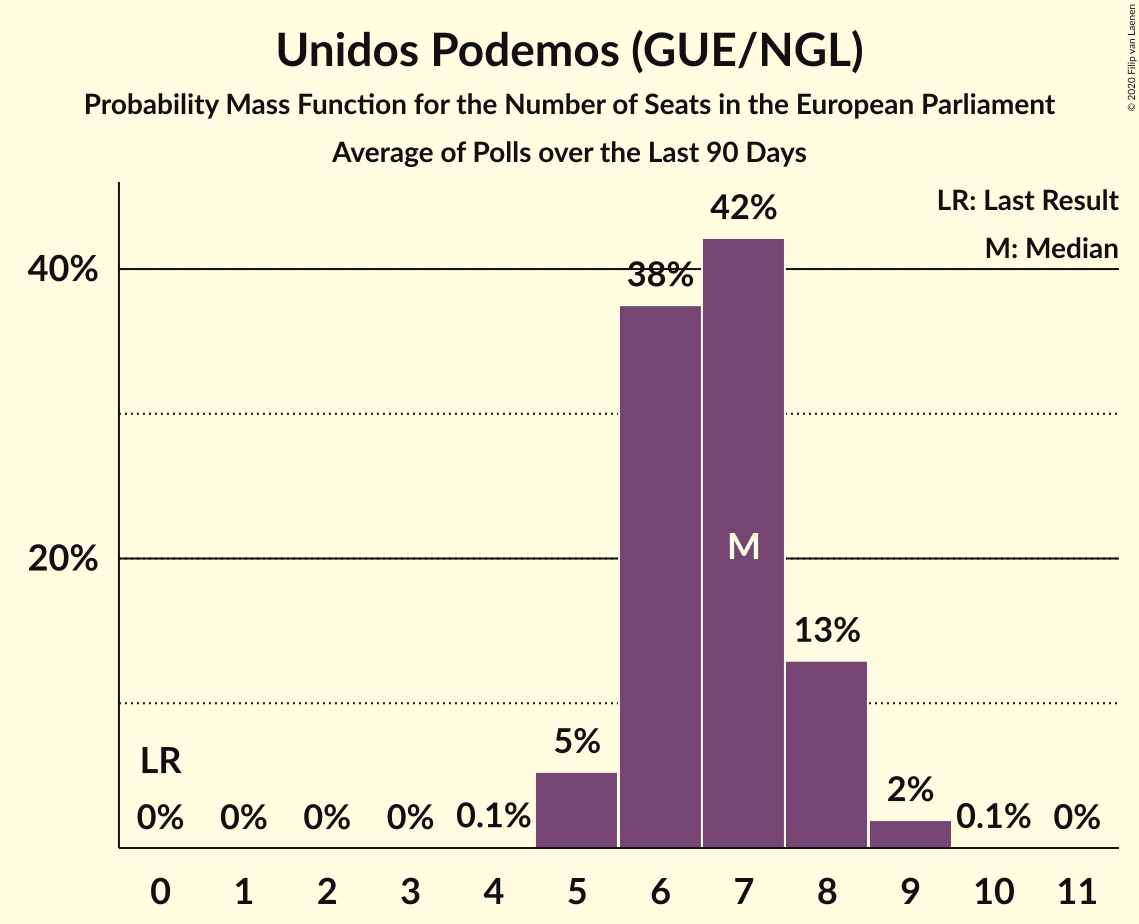 Unidos Podemos (GUE/NGL)
Probability Mass Function for the Number of Seats in the European Parliament
Average of Polls over the Last 90 Days
© 2020 Filip van Laenen
LR: Last Result
M: Median
42%
40%
38%
20%
M
13%
5%
LR
2%
0% 0% 0% 0% 0.1% 0.1% 0%
0 1 2 3 4 5 6 7 8 9 10 11